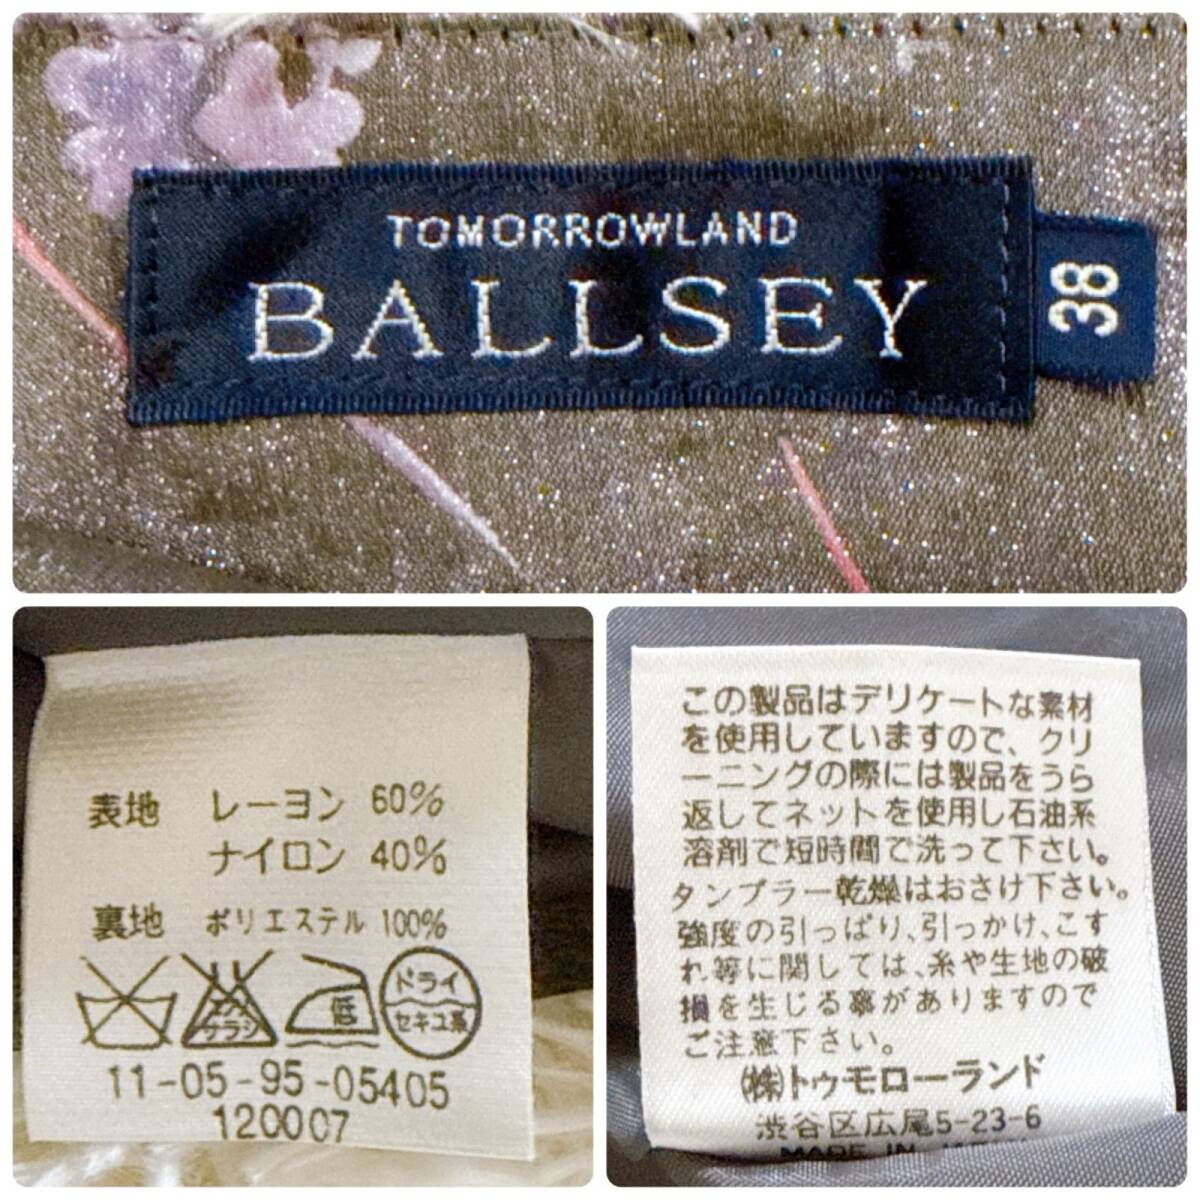 TOMORROWLAND
BALLSEY
38
表地 レーヨン 60%
ナイロン 40%
裏地 ポリエステル 100%
エンソ サラシ
低
ドライ
セキユ系
11-05-95-05405
120007
この製品はデリケートな素材
を使用していますので、クリ
ーニングの際には製品をうら
返してネットを使用し石油系
溶剤で短時間で洗って下さい。
タンブラー乾燥はおさけ下さい。
強度の引っぱり、引っかけ、こす
れ等に関しては、糸や生地の破
損を生じる事がありますので
ご注意下さい。
㈱トゥモローランド
渋谷区広尾5-23-6
MADE IN JAPAN